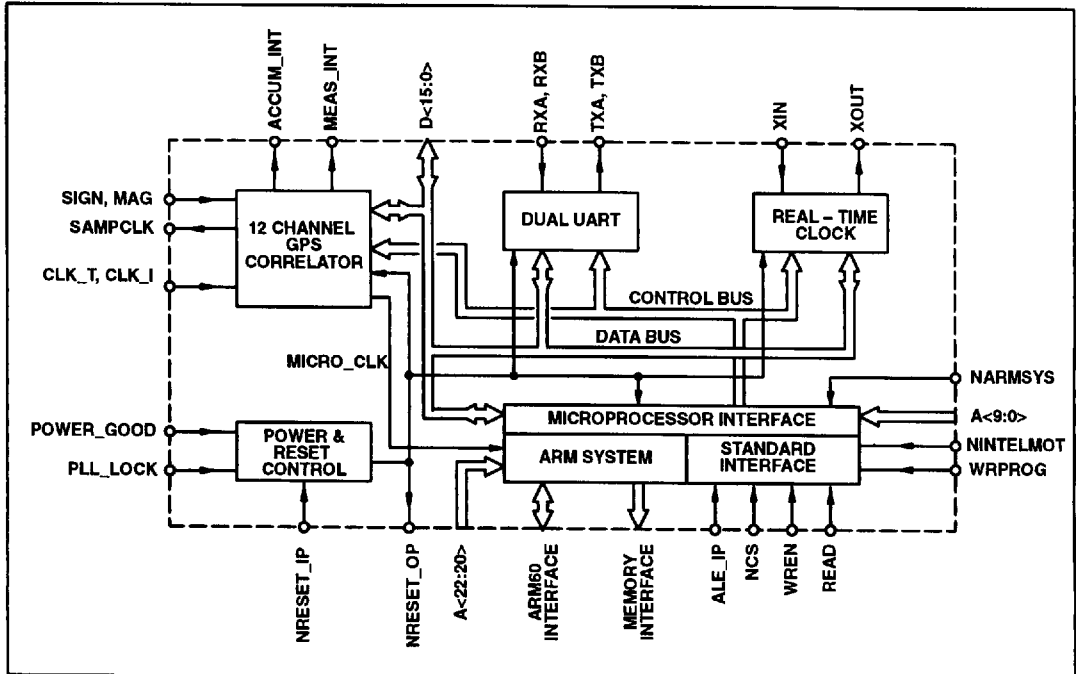 ACCUM_INT
MEAS_INT
D<15:0>
RXA, RXB
TXA, TXB
XIN
XOUT
SIGN, MAG
SAMPCLK
CLK_T, CLK_I
12 CHANNEL
GPS
CORRELATOR
DUAL UART
REAL – TIME
CLOCK
CONTROL BUS
DATA BUS
MICRO_CLK
NARMSYS
A<9:0>
NINTELMOT
WRPROG
POWER_GOOD
PLL_LOCK
POWER &
RESET
CONTROL
MICROPROCESSOR INTERFACE
ARM SYSTEM
STANDARD
INTERFACE
NRESET_IP
NRESET_OP
A<22:20>
ARM60
INTERFACE
MEMORY
INTERFACE
ALE_IP
NCS
WREN
READ